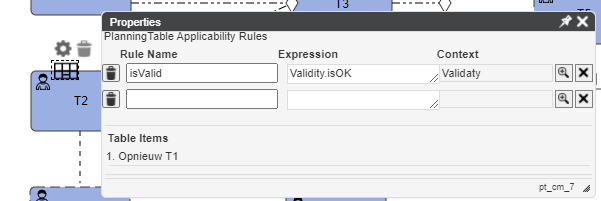 T3
T5
Properties
PlanningTable Applicability Rules
Rule Name Expression Context
isValid Validity.isOK Validaty
T2
Table Items
1. Opnieuw T1
pt_cm_7